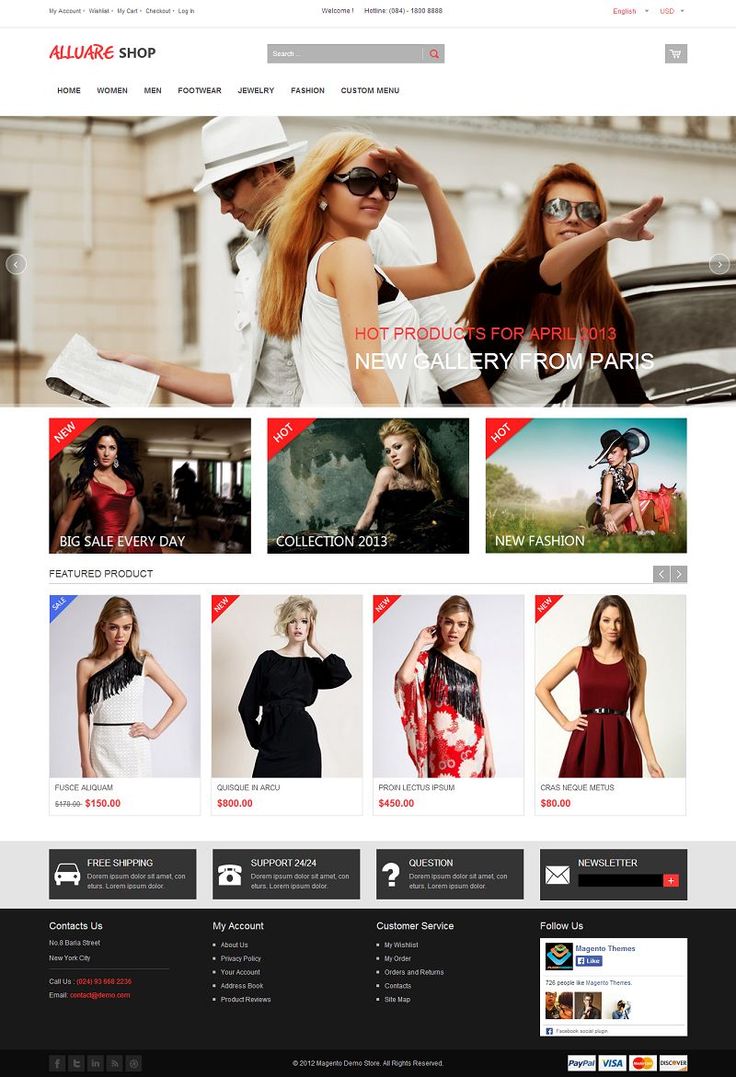 My Account • Wishlist • My Cart • Checkout • Log In
Welcome ! Hotline: (084) - 1800 8888
English USD
ALLUARE SHOP
Search ...
HOME WOMEN MEN FOOTWEAR JEWELRY FASHION CUSTOM MENU
HOT PRODUCTS FOR APRIL 2013
NEW GALLERY FROM PARIS
NEW
BIG SALE EVERY DAY
HOT
COLLECTION 2013
HOT
NEW FASHION
FEATURED PRODUCT
SALE
NEW
NEW
NEW
FUSCE ALIQUAM
$170.00 $150.00
QUISQUE IN ARCU
$800.00
PROIN LECTUS IPSUM
$450.00
CRAS NEQUE METUS
$80.00
FREE SHIPPING
Dorem ipsum dolor sit amet, con
eturs. Lorem ipsum dolor.
SUPPORT 24/24
Dorem ipsum dolor sit amet, con
eturs. Lorem ipsum dolor.
QUESTION
Dorem ipsum dolor sit amet, con
eturs. Lorem ipsum dolor.
NEWSLETTER
+
Contacts Us
No.8 Baria Street
New York City
Call Us : (024) 93 668 2236
Email: contact@demo.com
My Account
About Us
Privacy Policy
Your Account
Address Book
Product Reviews
Customer Service
My Wishlist
My Order
Orders and Returns
Contacts
Site Map
Follow Us
Magento Themes
Like
726 people like Magento Themes.
Facebook social plugin
© 2012 Magento Demo Store. All Rights Reserved.
PayPal VISA MasterCard DISCOVER